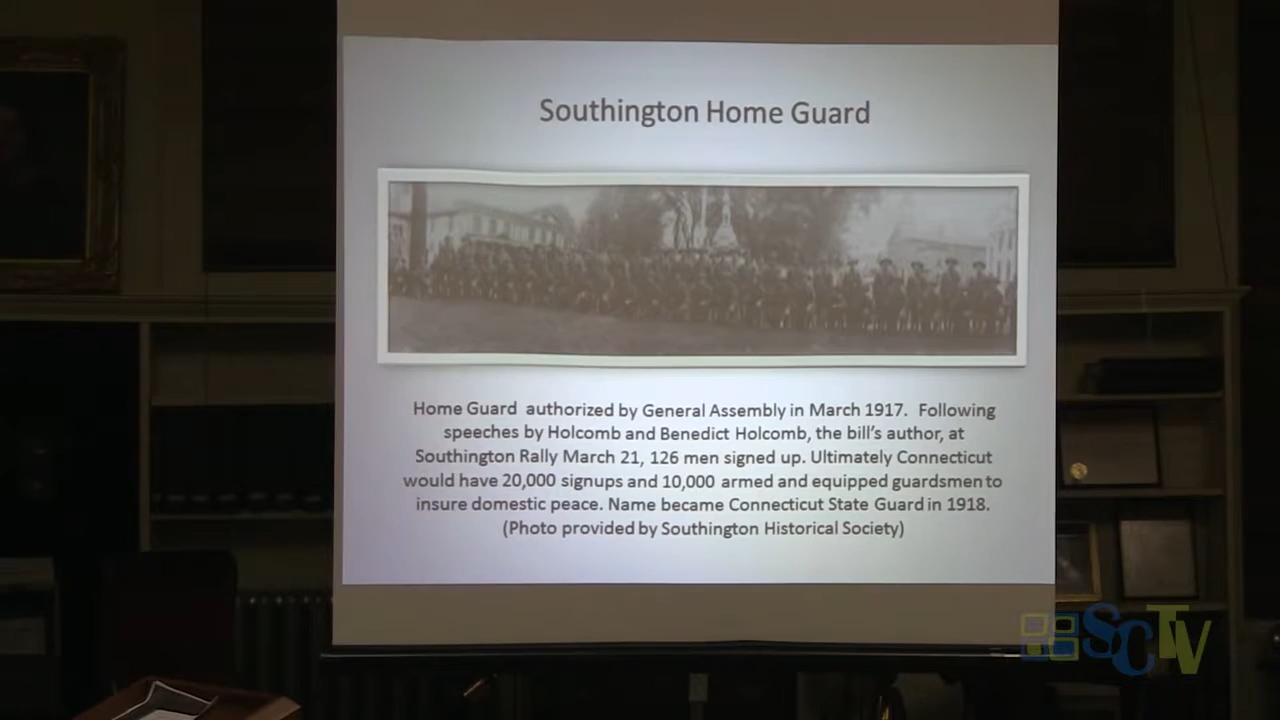 Southington Home Guard
Home Guard authorized by General Assembly in March 1917. Following
speeches by Holcomb and Benedict Holcomb, the bill's author, at
Southington Rally March 21, 126 men signed up. Ultimately Connecticut
would have 20,000 signups and 10,000 armed and equipped guardsmen to
insure domestic peace. Name became Connecticut State Guard in 1918.
(Photo provided by Southington Historical Society)
SCTV